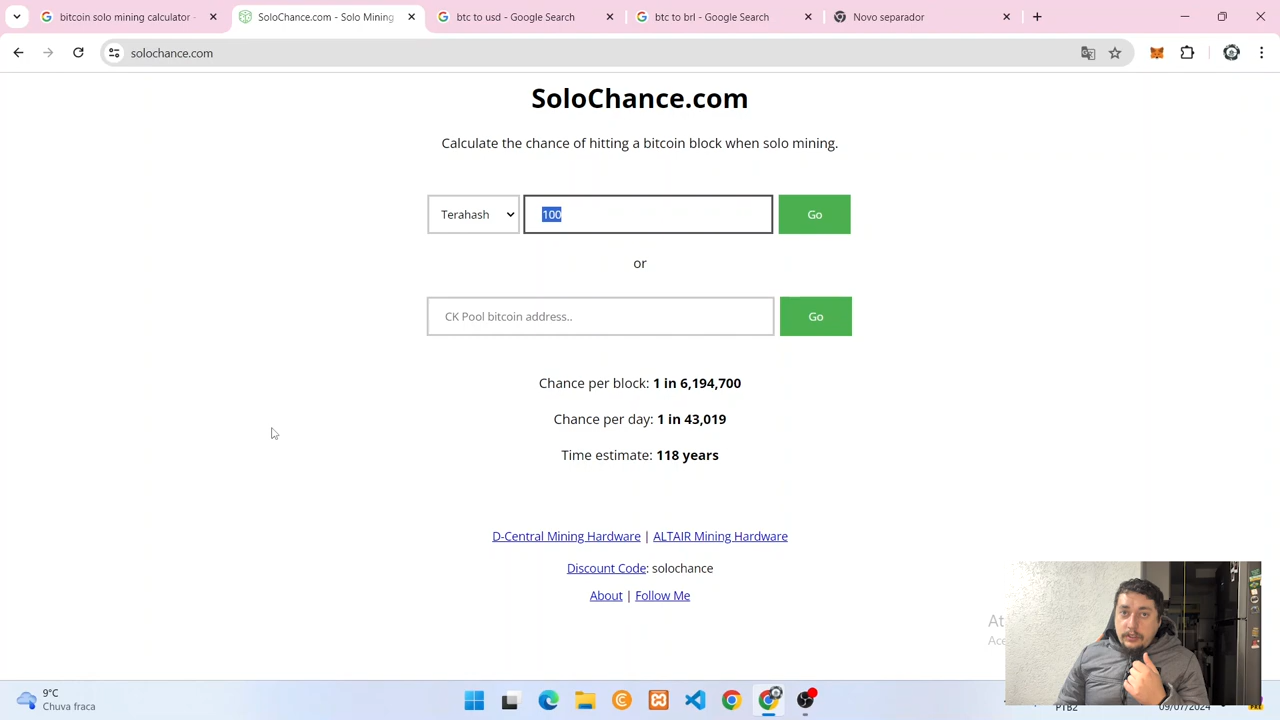 bitcoin solo mining calculator -
SoloChance.com - Solo Mining
btc to usd - Google Search
btc to brl - Google Search
Novo separador
solochance.com
SoloChance.com
Calculate the chance of hitting a bitcoin block when solo mining.
Terahash
100
Go
or
CK Pool bitcoin address..
Go
Chance per block: 1 in 6,194,700
Chance per day: 1 in 43,019
Time estimate: 118 years
D-Central Mining Hardware | ALTAIR Mining Hardware
Discount Code: solochance
About | Follow Me
9°C
Chuva fraca
PTB2
09/07/2024